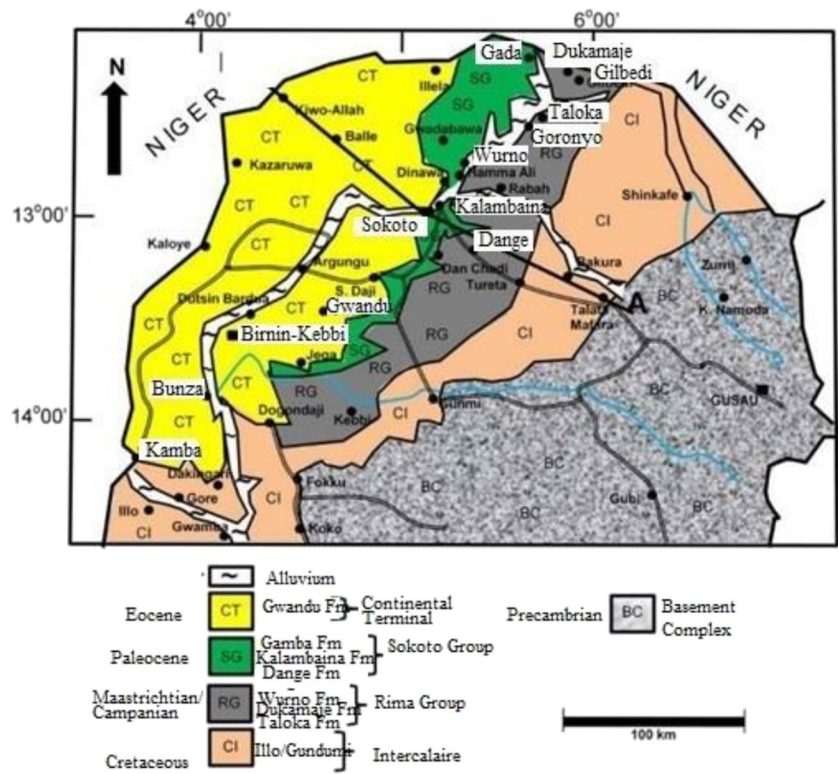 4°00' 6°00'
N
NIGER
NIGER
Gada Dukamaje
Gilbedi
CT
SG
Illela
CT
SG
Taloka
CI
Kiwo-Allah
Gwadabawa
Goronyo
CT
Balle
Wurno
RG
CT
Kazaruwa
Dinawa
Hamma Ali
Rabah
Shinkafe
13°00'
CT CT
Kalambaina
Sokoto
CI
Kaloye
CT
Dange
Zurmi
Argungu
Dan Chadi
Bakura
BC
S. Daji
RG
Tureta
K. Namoda
Dutsin Bardua
CT
Gwandu
Talata
Mafara
A
CT
Birnin-Kebbi
RG
CI
BC
SG
Jega
RG
BC
CT
Bunza
CT
RG
GUSAU
14°00'
CT
Dogondaji
Kebbi
CI
Gunmi
Kamba
BC
Dakingari
CI
Fokku
BC
Gore
BC
Gubi
Illo
Gwamba
CI
Koko
BC
BC
Alluvium
Eocene CT Gwandu Fm Continental
Terminal
Precambrian BC Basement
Complex
Gamba Fm
Paleocene SG Kalambaina Fm Sokoto Group
Dange Fm
Maastrichtian/
Campanian RG Wurno Fm
Dukamaje Fm Rima Group
Taloka Fm
Cretaceous CI Illo/Gundumi Intercalaire
100 km